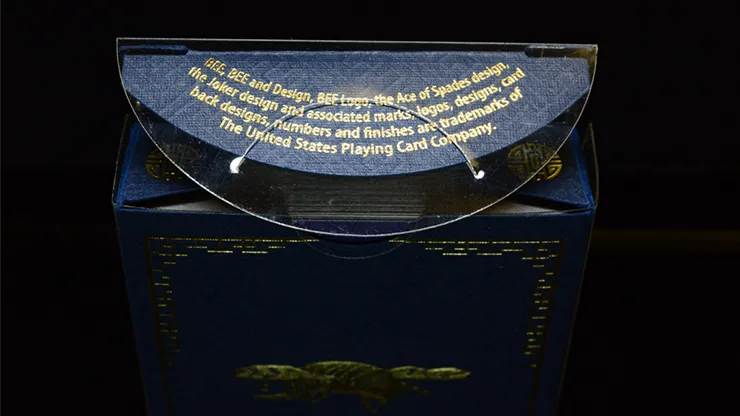 BEE, BEE and Design, BEE Logo, the Ace of Spades design,
the Joker design and associated marks, logos, designs, card
back designs, numbers and finishes are trademarks of
The United States Playing Card Company.